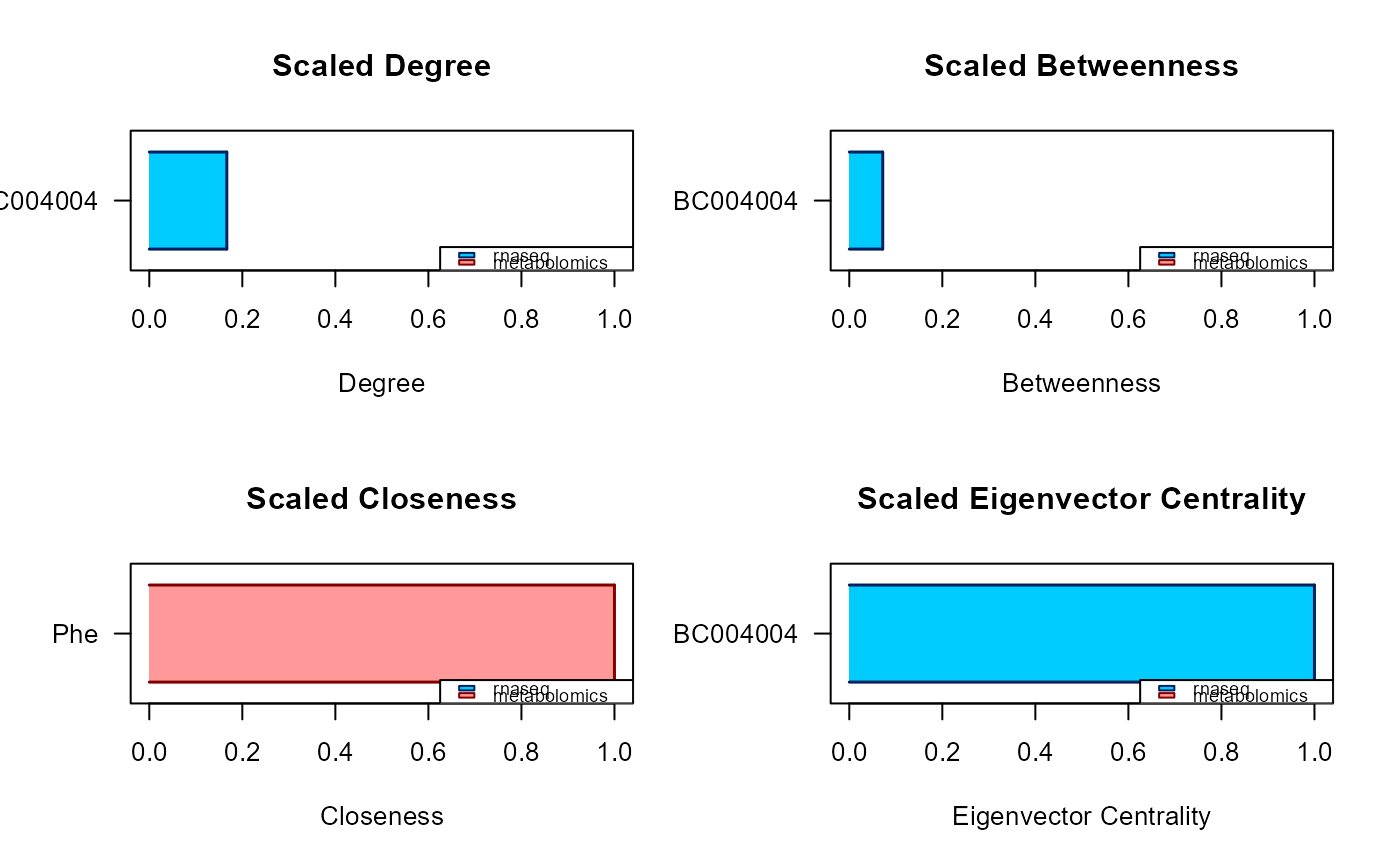 Scaled Degree
C004004
rnaseq
metabolomics
0.0 0.2 0.4 0.6 0.8 1.0
Degree
Scaled Betweenness
BC004004
rnaseq
metabolomics
0.0 0.2 0.4 0.6 0.8 1.0
Betweenness
Scaled Closeness
Phe
rnaseq
metabolomics
0.0 0.2 0.4 0.6 0.8 1.0
Closeness
Scaled Eigenvector Centrality
BC004004
rnaseq
metabolomics
0.0 0.2 0.4 0.6 0.8 1.0
Eigenvector Centrality